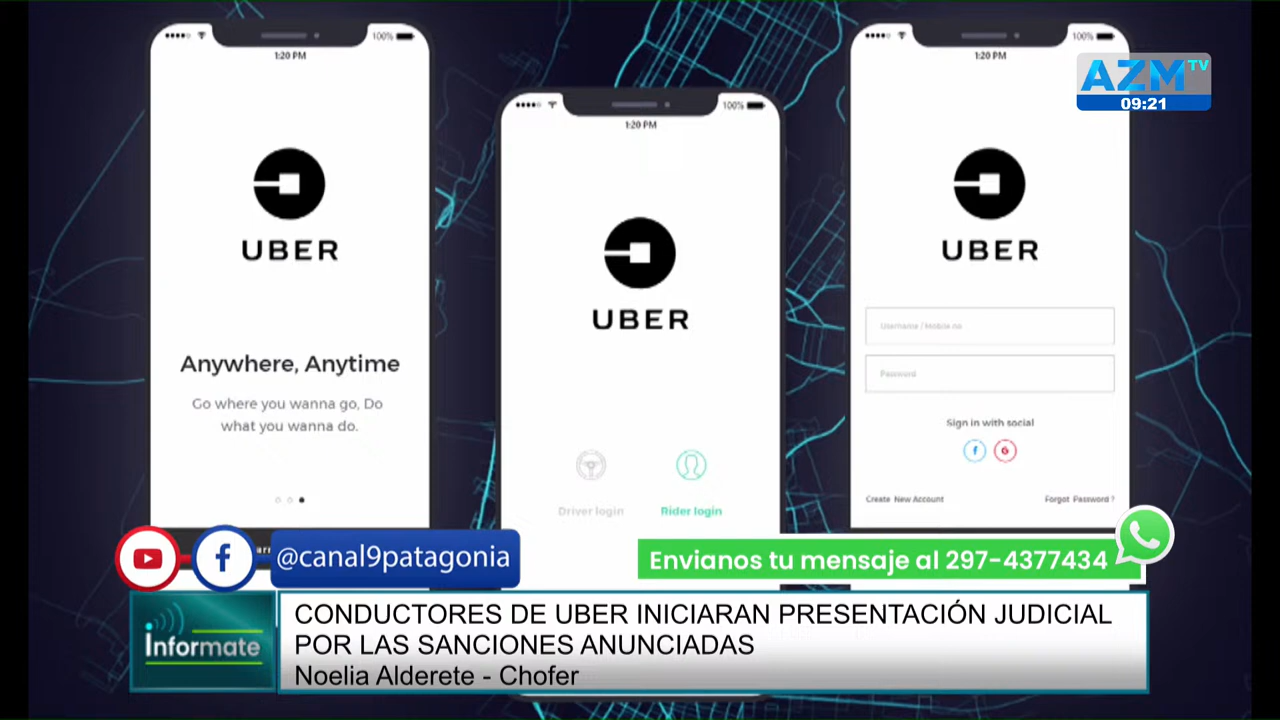 100%
1:20 PM
UBER
Anywhere, Anytime
Go where you wanna go, Do
what you wanna do.
100%
1:20 PM
UBER
Driver login
Rider login
100%
1:20 PM
UBER
Username / Mobile no
Password
Sign in with social
f G
Create New Account
Forgot Password ?
AZM TV
09:21
@canal9patagonia
Envianos tu mensaje al 297-4377434
Informate
CONDUCTORES DE UBER INICIARAN PRESENTACIÓN JUDICIAL
POR LAS SANCIONES ANUNCIADAS
Noelia Alderete - Chofer